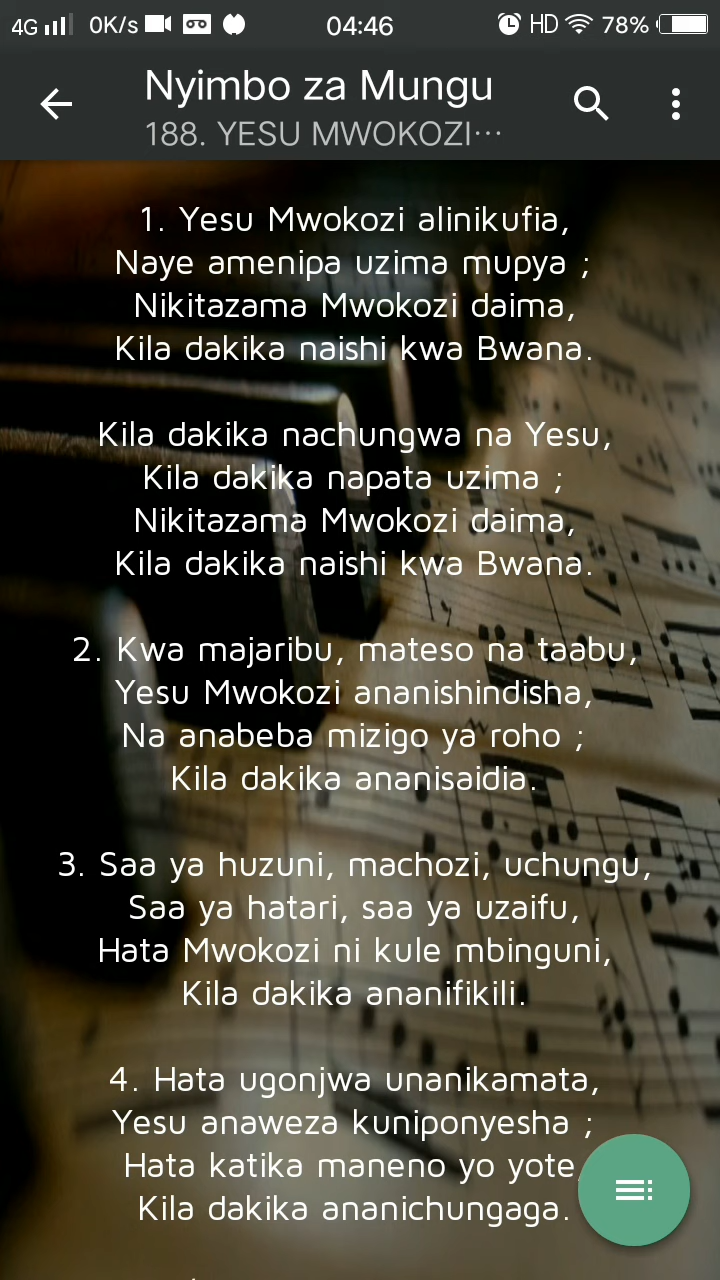 4G 0K/s 04:46 HD 78%
Nyimbo za Mungu
188. YESU MWOKOZI...
1. Yesu Mwokozi alinikufia,
Naye amenipa uzima mupya ;
Nikitazama Mwokozi daima,
Kila dakika naishi kwa Bwana.
Kila dakika nachungwa na Yesu,
Kila dakika napata uzima ;
Nikitazama Mwokozi daima,
Kila dakika naishi kwa Bwana.
2. Kwa majaribu, mateso na taabu,
Yesu Mwokozi ananishindisha,
Na anabeba mizigo ya roho ;
Kila dakika ananisaidia.
3. Saa ya huzuni, machozi, uchungu,
Saa ya hatari, saa ya uzaifu,
Hata Mwokozi ni kule mbinguni,
Kila dakika ananifikili.
4. Hata ugonjwa unanikamata,
Yesu anaweza kuniponyesha ;
Hata katika maneno yo yote,
Kila dakika ananichungaga.